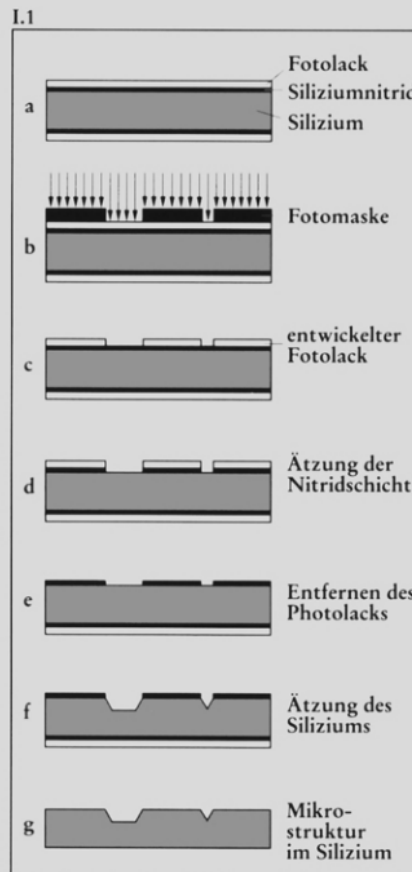 I.1
a
Fotolack
Siliziumnitrid
Silizium
b
Fotomaske
c
entwickelter
Fotolack
d
Ätzung der
Nitridschicht
e
Entfernen des
Photolacks
f
Ätzung des
Siliziums
g
Mikro-
struktur
im Silizium